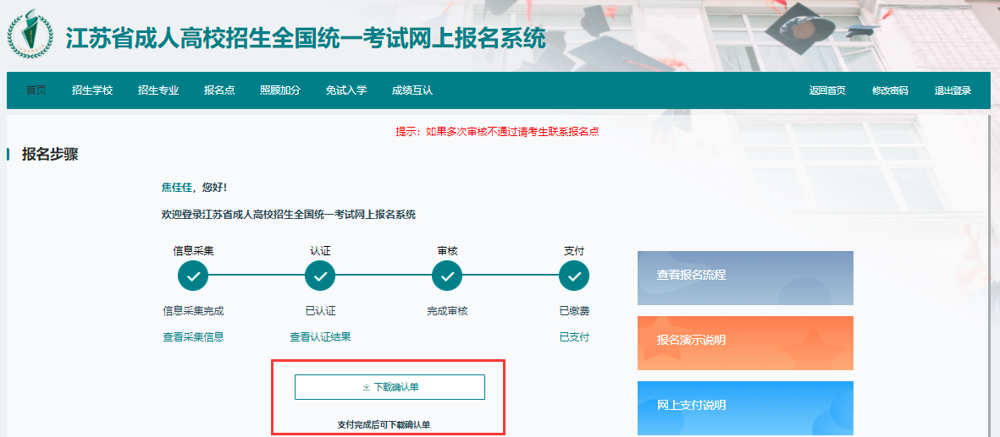 江苏省成人高校招生全国统一考试网上报名系统
首页 招生学校 招生专业 报名点 照顾加分 免试入学 成绩互认 返回首页 修改密码 退出登录
提示：如果多次审核不通过请考生联系报名点
报名步骤
焦佳佳，您好！
欢迎登录江苏省成人高校招生全国统一考试网上报名系统
信息采集 认证 审核 支付
信息采集完成 已认证 完成审核 已缴费
查看采集信息 查看认证结果 已支付
下载确认单
支付完成后可下载确认单
查看报名流程
报名演示说明
网上支付说明